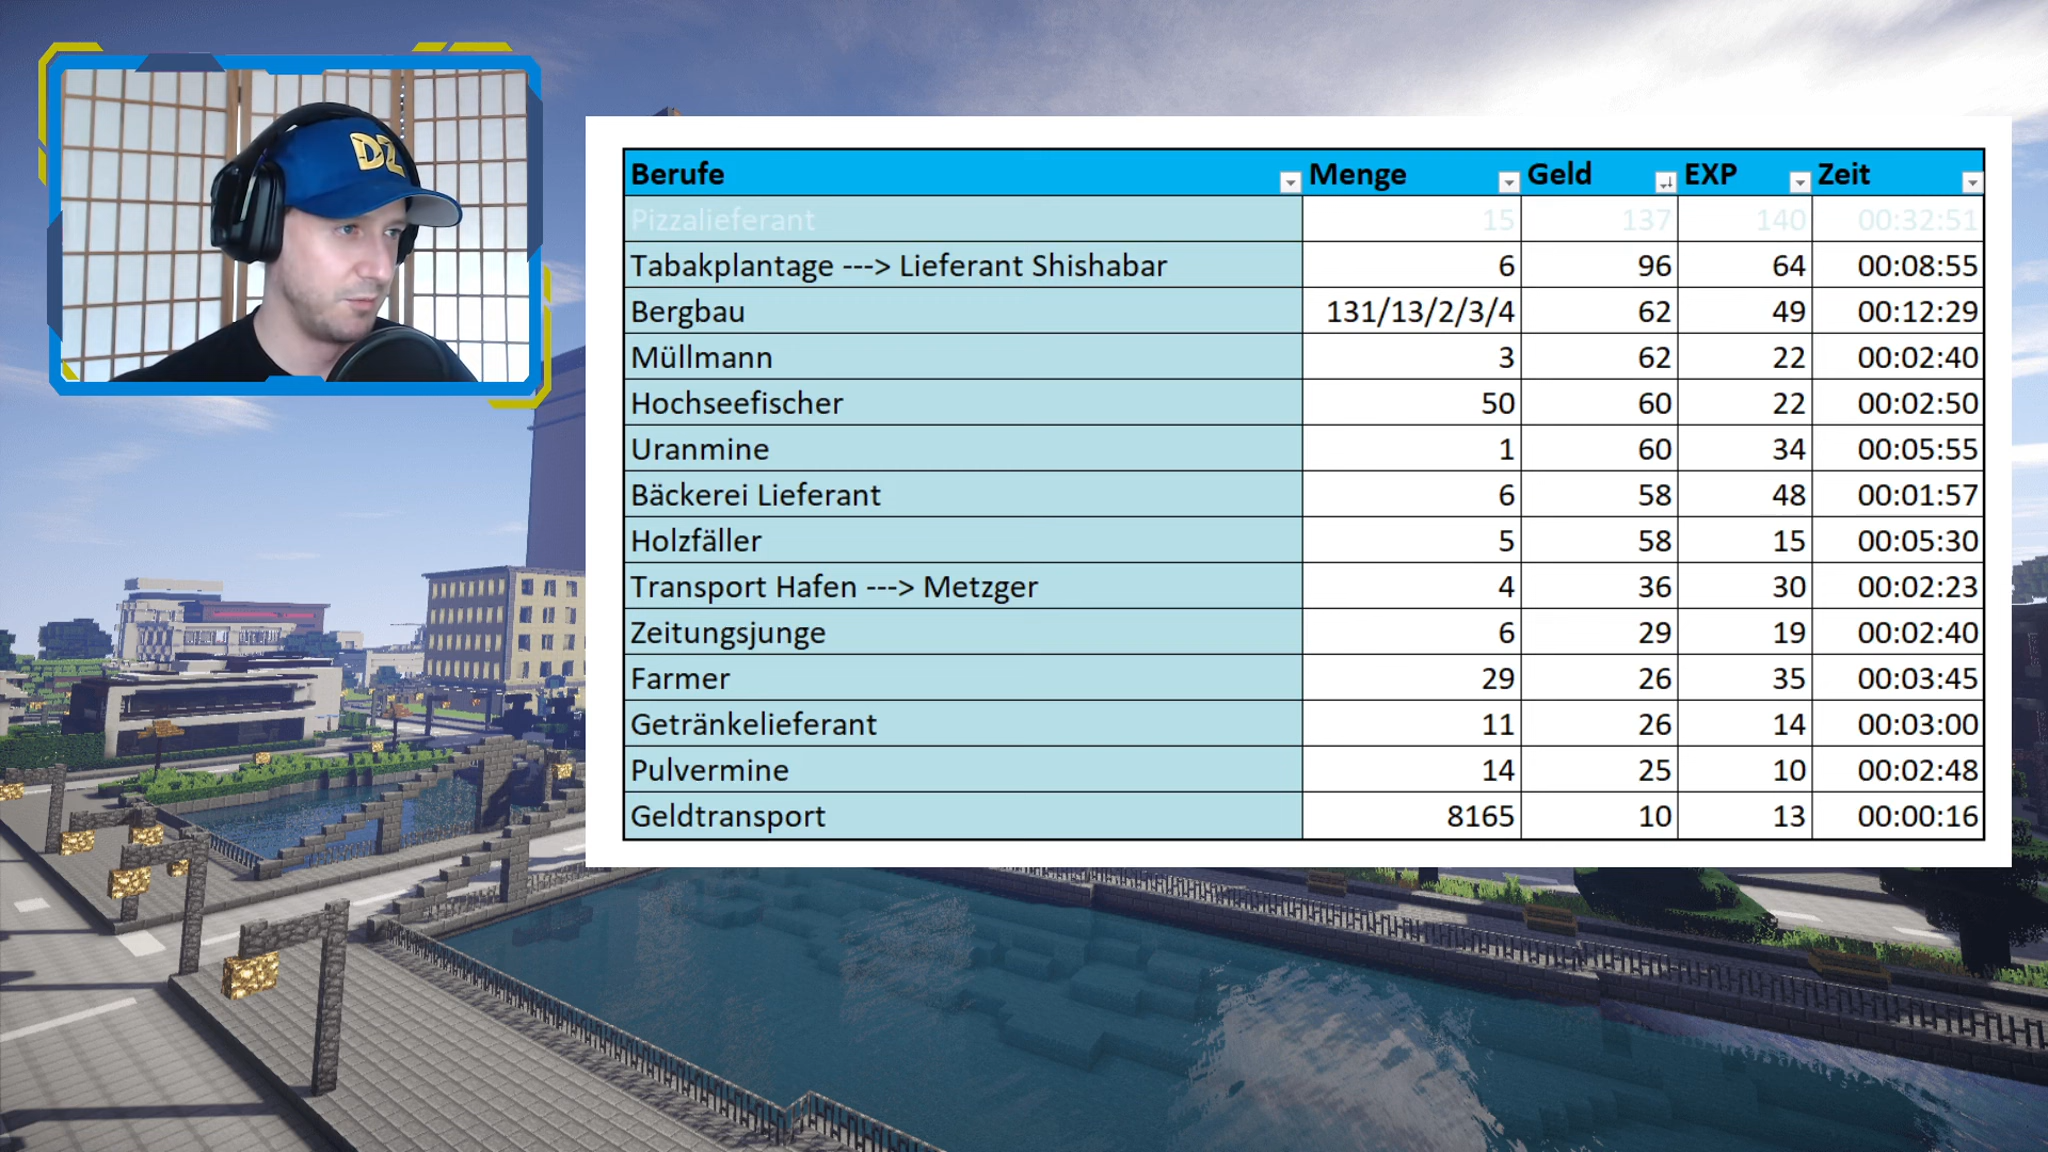 DZ
Berufe Menge Geld EXP Zeit
Pizzalieferant 15 137 140 00:32:51
Tabakplantage ---> Lieferant Shishabar 6 96 64 00:08:55
Bergbau 131/13/2/3/4 62 49 00:12:29
Müllmann 3 62 22 00:02:40
Hochseefischer 50 60 22 00:02:50
Uranmine 1 60 34 00:05:55
Bäckerei Lieferant 6 58 48 00:01:57
Holzfäller 5 58 15 00:05:30
Transport Hafen ---> Metzger 4 36 30 00:02:23
Zeitungsjunge 6 29 19 00:02:40
Farmer 29 26 35 00:03:45
Getränkelieferant 11 26 14 00:03:00
Pulvermine 14 25 10 00:02:48
Geldtransport 8165 10 13 00:00:16